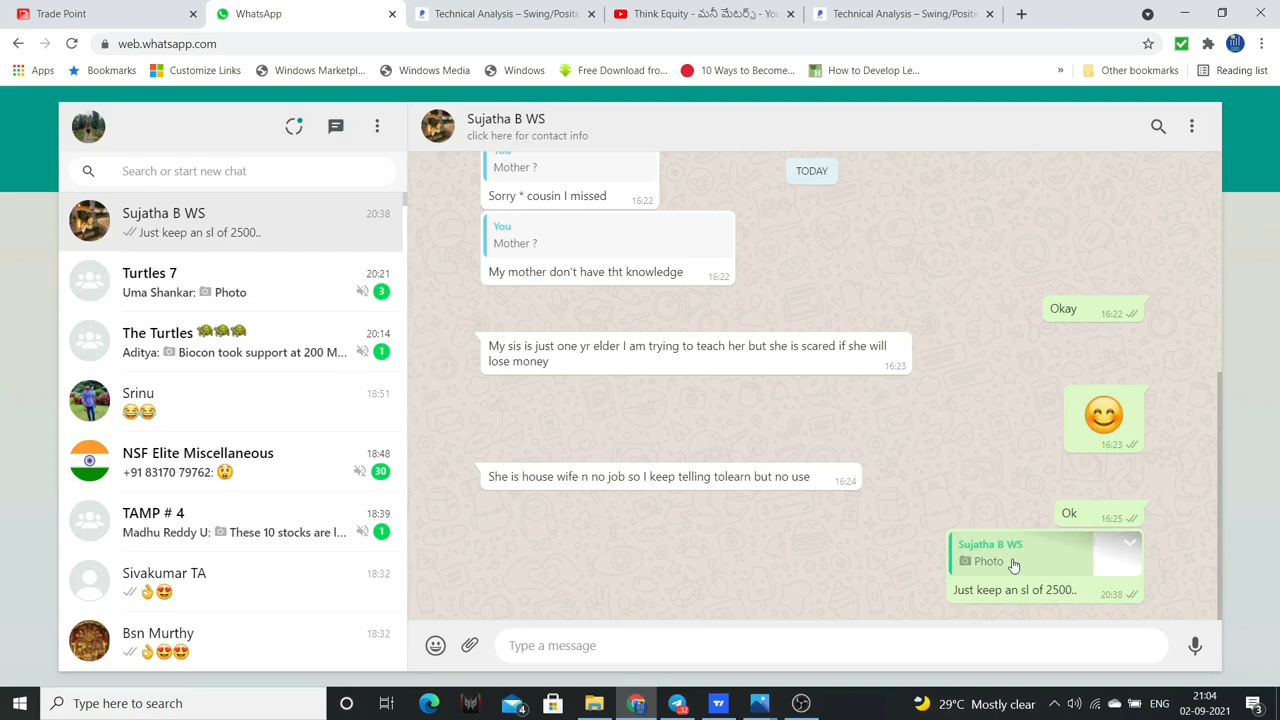 Trade Point
WhatsApp
Technical Analysis – Swing/Positi
Think Equity - మనీ మేటర్స్ - Yo
Technical Analysis – Swing/Positi
web.whatsapp.com
Apps
Bookmarks
Customize Links
Windows Marketpl...
Windows Media
Windows
Free Download fro...
10 Ways to Become...
How to Develop Le...
»
Other bookmarks
Reading list
Search or start new chat
Sujatha B WS
20:38
Just keep an sl of 2500..
Turtles 7
20:21
Uma Shankar: Photo
3
The Turtles 🐢🐢🐢
20:14
Aditya: Biocon took support at 200 M...
1
Srinu
18:51
😂😂
NSF Elite Miscellaneous
18:48
+91 83170 79762: 😲
30
TAMP # 4
18:39
Madhu Reddy U: These 10 stocks are l...
1
Sivakumar TA
18:32
👌😍
Bsn Murthy
18:32
👌😍😍
Sujatha B WS
click here for contact info
TODAY
You
Mother ?
Sorry * cousin I missed
16:22
You
Mother ?
My mother don't have tht knowledge
16:22
Okay
16:22
My sis is just one yr elder I am trying to teach her but she is scared if she will
lose money
16:23
😊
16:23
She is house wife n no job so I keep telling tolearn but no use
16:24
Ok
16:25
Sujatha B WS
Photo
Just keep an sl of 2500..
20:38
Type a message
Type here to search
4
32
29°C Mostly clear
ENG
21:04
02-09-2021
3